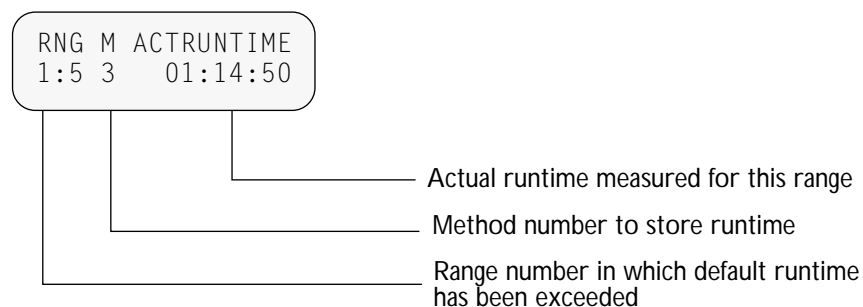 RNG M ACTRUNTIME
1:5 3 01:14:50
Actual runtime measured for this range
Method number to store runtime
Range number in which default runtime
has been exceeded